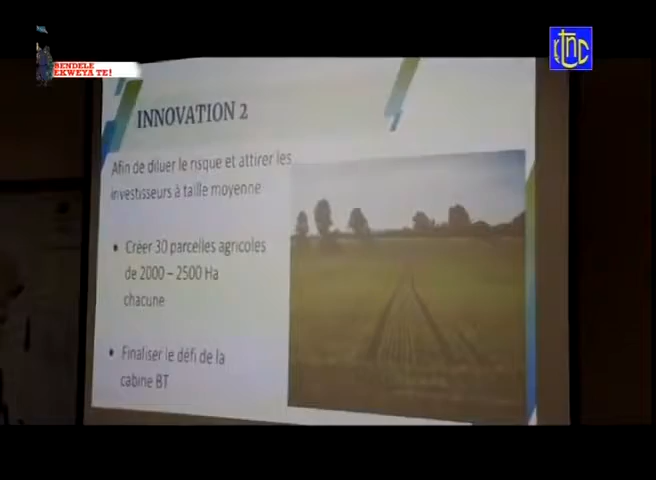 BENDELE
EKWEYA TE!
rtnc
INNOVATION 2
Afin de diluer le risque et attirer les
investisseurs à taille moyenne
• Créer 30 parcelles agricoles
de 2000 – 2500 Ha
chacune
• Finaliser le défi de la
cabine BT